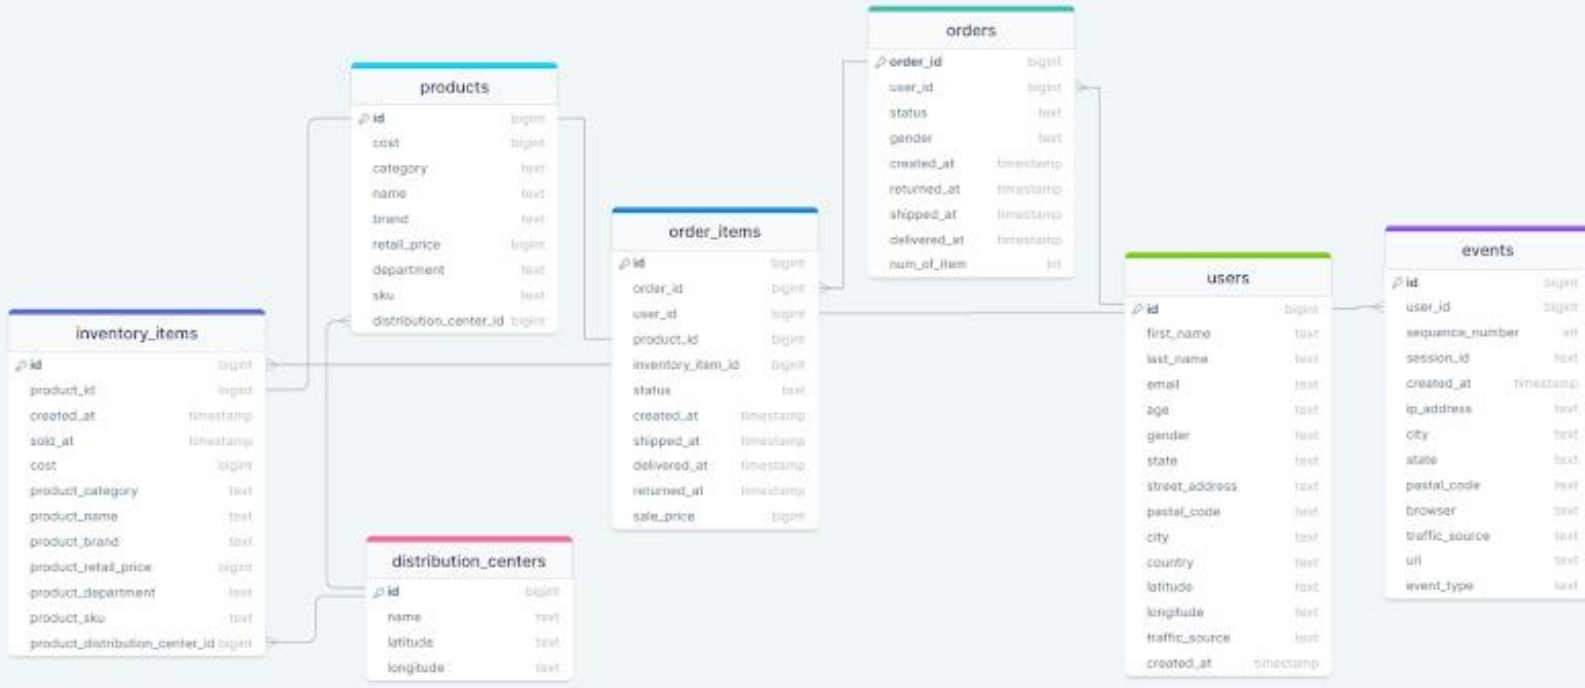 orders
order_id bigint
user_id bigint
status text
gender text
created_at timestamp
returned_at timestamp
shipped_at timestamp
delivered_at timestamp
num_of_item int
products
id bigint
cost bigint
category text
name text
brand text
retail_price bigint
department text
sku text
distribution_center_id bigint
order_items
id bigint
order_id bigint
user_id bigint
product_id bigint
inventory_item_id bigint
status text
created_at timestamp
shipped_at timestamp
delivered_at timestamp
returned_at timestamp
sale_price bigint
users
id bigint
first_name text
last_name text
email text
age text
gender text
state text
street_address text
postal_code text
city text
country text
latitude text
longitude text
traffic_source text
created_at timestamp
events
id bigint
user_id bigint
sequence_number int
session_id text
created_at timestamp
ip_address text
city text
state text
postal_code text
browser text
traffic_source text
uri text
event_type text
inventory_items
id bigint
product_id bigint
created_at timestamp
sold_at timestamp
cost bigint
product_category text
product_name text
product_brand text
product_retail_price bigint
product_department text
product_sku text
product_distribution_center_id bigint
distribution_centers
id bigint
name text
latitude text
longitude text